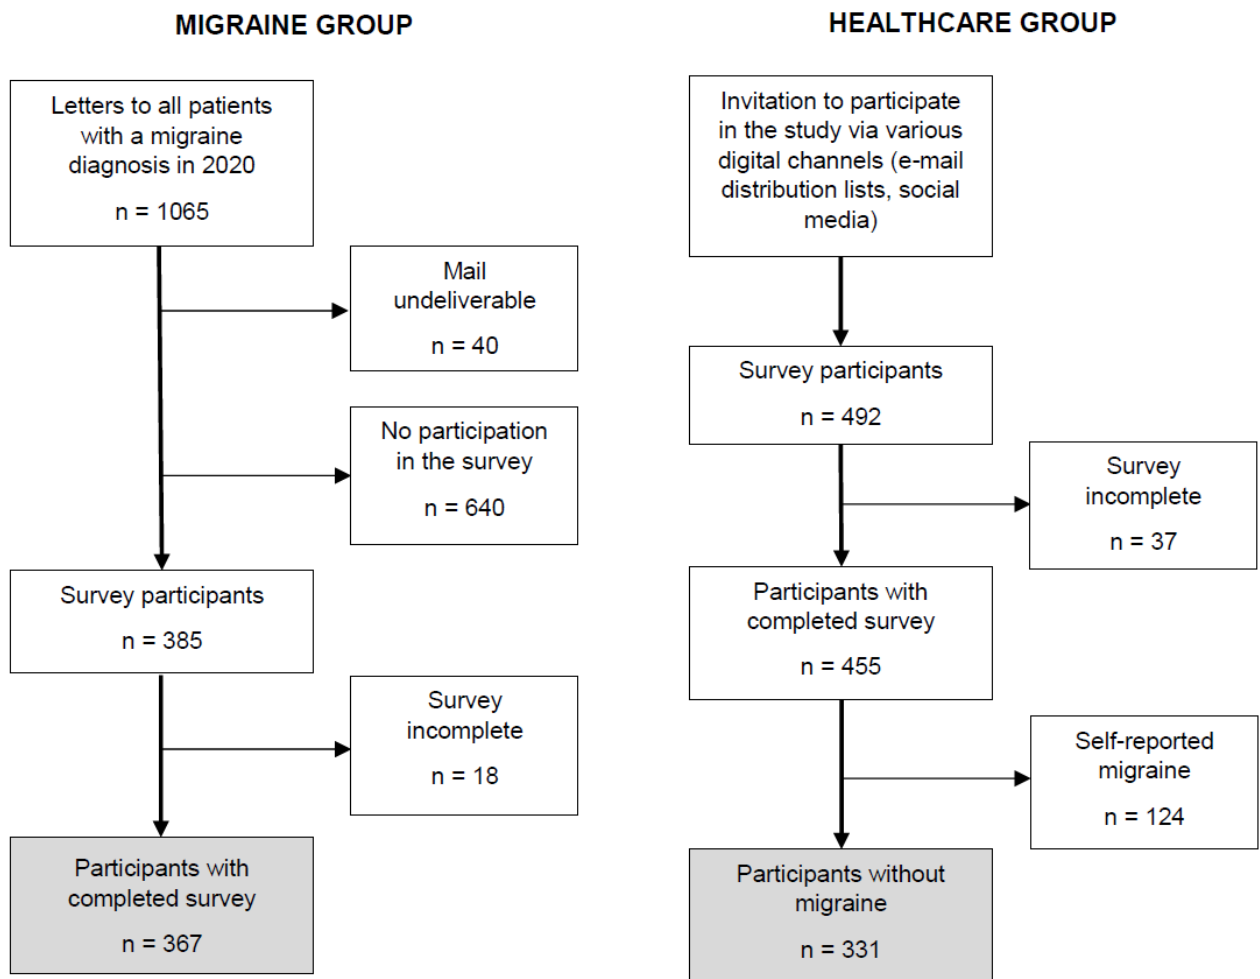 MIGRAINE GROUP
Letters to all patients
with a migraine
diagnosis in 2020
n = 1065
Mail
undeliverable
n = 40
No participation
in the survey
n = 640
Survey participants
n = 385
Survey
incomplete
n = 18
Participants with
completed survey
n = 367
HEALTHCARE GROUP
Invitation to participate
in the study via various
digital channels (e-mail
distribution lists, social
media)
Survey participants
n = 492
Survey
incomplete
n = 37
Participants with
completed survey
n = 455
Self-reported
migraine
n = 124
Participants without
migraine
n = 331